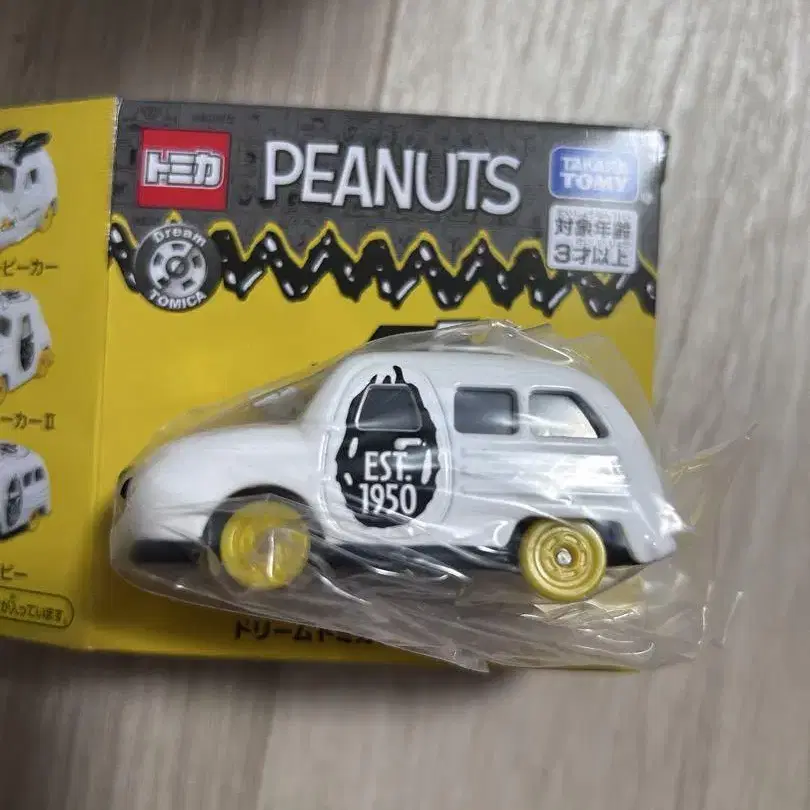 トミカ
PEANUTS
TAKARA
TOMY
対象年齢
3才以上
Dream
TOMICA
ピーカー
ーカーII
ピー
が入っています。
EST.
1950
ドリームトミカ